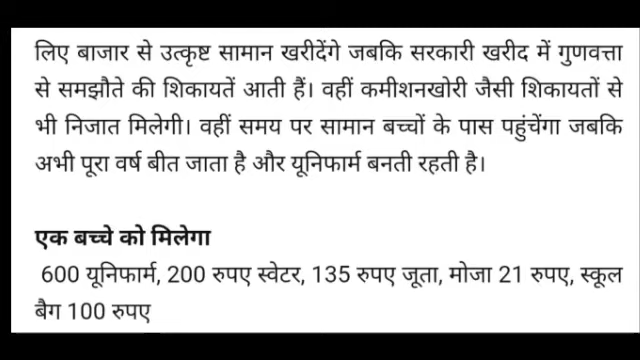 लिए बाजार से उत्कृष्ट सामान खरीदेंगे जबकि सरकारी खरीद में गुणवत्ता
से समझौते की शिकायतें आती हैं। वहीं कमीशनखोरी जैसी शिकायतों से
भी निजात मिलेगी। वहीं समय पर सामान बच्चों के पास पहुंचेंगा जबकि
अभी पूरा वर्ष बीत जाता है और यूनिफार्म बनती रहती है।
एक बच्चे को मिलेगा
600 यूनिफार्म, 200 रुपए स्वेटर, 135 रुपए जूता, मोजा 21 रुपए, स्कूल
बैग 100 रुपए